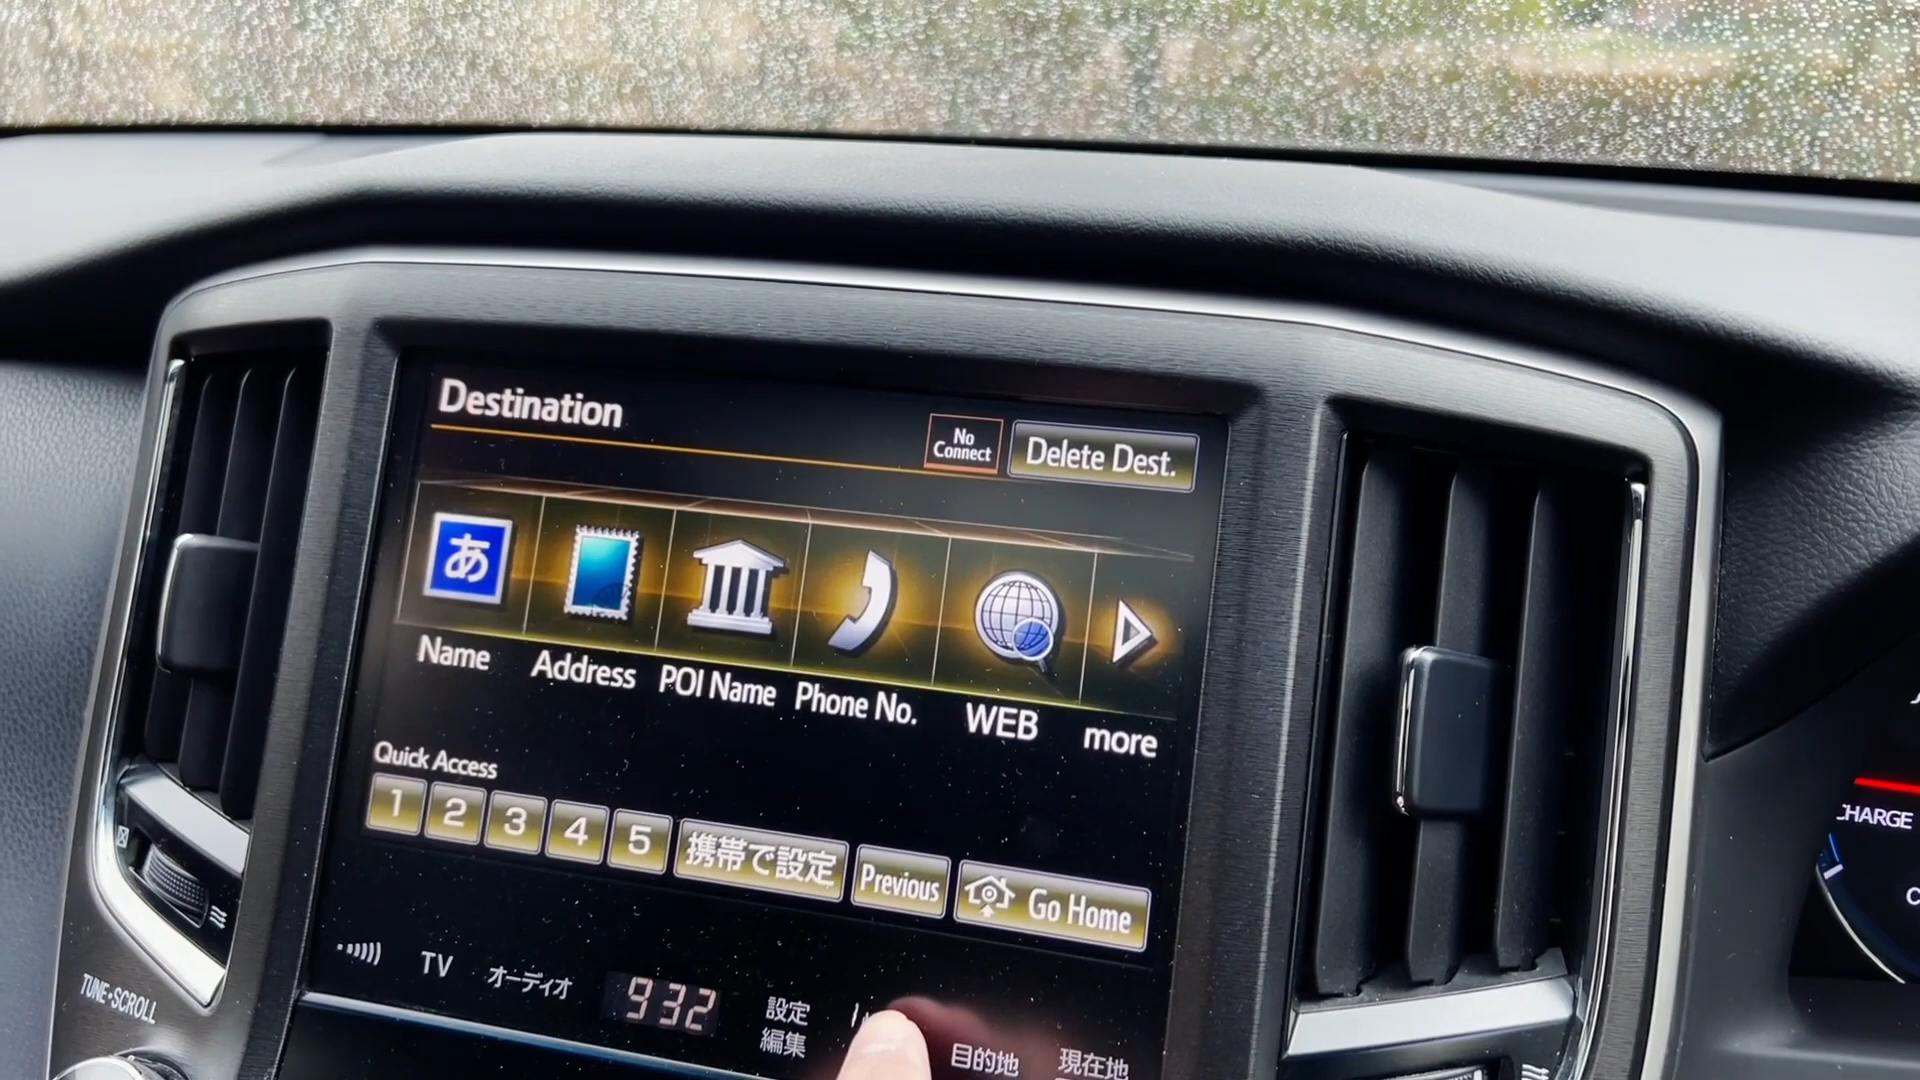 Destination
No
Connect
Delete Dest.
あ
Name
Address
POI Name
Phone No.
WEB
more
Quick Access
1
2
3
4
5
携帯で設定
Previous
Go Home
TV
オーディオ
932
設定
編集
目的地
現在地
TUNE・SCROLL
CHARGE